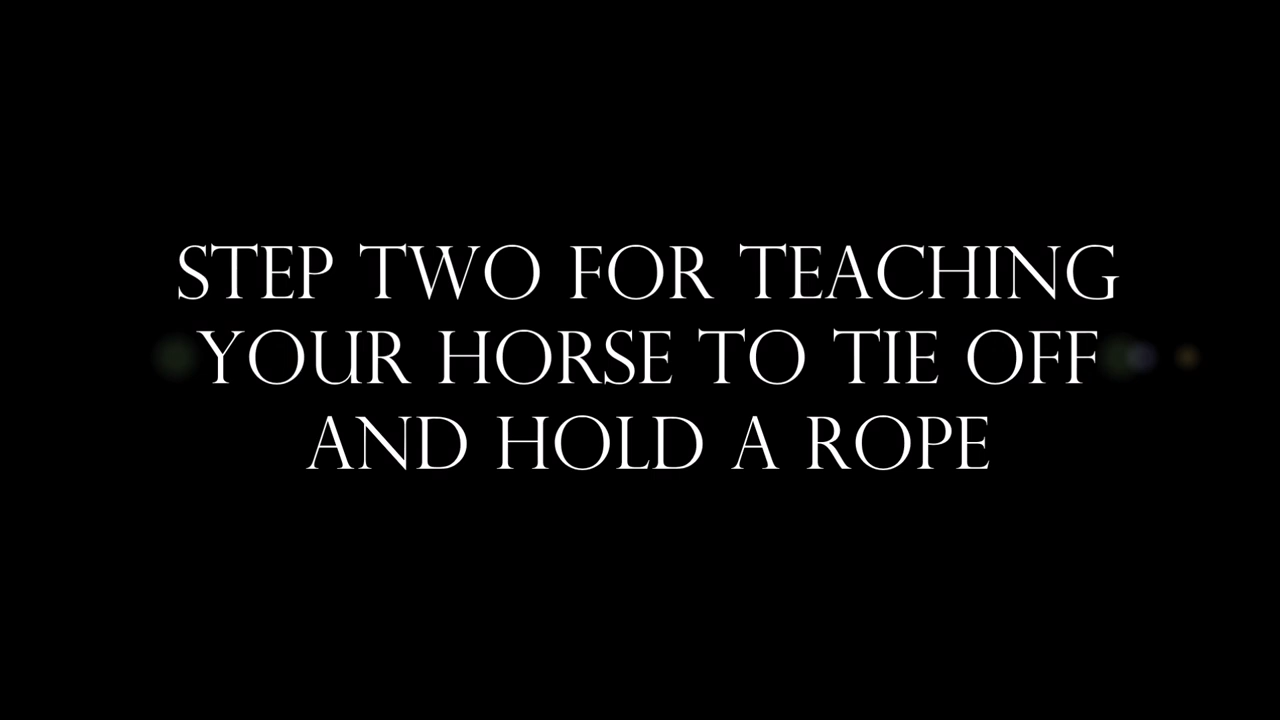 STEP TWO FOR TEACHING
YOUR HORSE TO TIE OFF
AND HOLD A ROPE